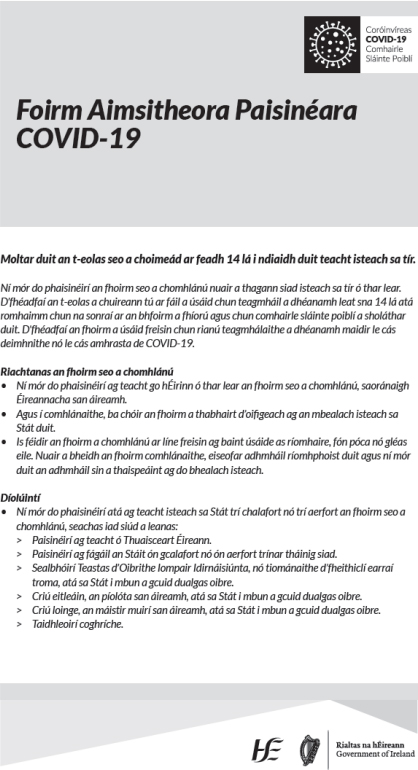 Coróinvíreas
COVID-19
Comhairle
Sláinte Poiblí
Foirm Aimsitheora Paisinéara
COVID-19
Moltar duit an t-eolas seo a choimeád ar feadh 14 lá i ndiaidh duit teacht isteach sa tír.
Ní mór do phaisinéirí an fhoirm seo a chomhlánú nuair a thagann siad isteach sa tír ó thar lear.
D'fhéadfaí an t-eolas a chuireann tú ar fáil a úsáid chun teagmháil a dhéanamh leat sna 14 lá atá
romhainn chun na sonraí ar an bhfoirm a fhíorú agus chun comhairle sláinte poiblí a sholáthar
duit. D'fhéadfaí an fhoirm a úsáid freisin chun rianú teagmhálaithe a dhéanamh maidir le cás
deimhnithe nó le cás amhrasta de COVID-19.
Riachtanas an fhoirm seo a chomhlánú
• Ní mór do phaisinéirí ag teacht go hÉirinn ó thar lear an fhoirm seo a chomhlánú, saoránaigh
Éireannacha san áireamh.
• Agus í comhlánaithe, ba chóir an fhoirm a thabhairt d'oifigeach ag an mbealach isteach sa
Stát duit.
• Is féidir an fhoirm a chomhlánú ar líne freisin ag baint úsáide as ríomhaire, fón póca nó gléas
eile. Nuair a bheidh an fhoirm comhlánaithe, eiseofar adhmháil ríomhphoist duit agus ní mór
duit an adhmháil sin a thaispeáint ag do bhealach isteach.
Díolúintí
• Ní mór do phaisinéirí atá ag teacht isteach sa Stát trí chalafort nó trí aerfort an fhoirm seo a
chomhlánú, seachas iad siúd a leanas:
> Paisinéirí ag teacht ó Thuaisceart Éireann.
> Paisinéirí ag fágáil an Stáit ón gcalafort nó ón aerfort trínar tháinig siad.
> Sealbhóirí Teastas d'Oibrithe Iompair Idirnáisiúnta, nó tiománaithe d'fheithiclí earraí
troma, atá sa Stát i mbun a gcuid dualgas oibre.
> Criú eitleáin, an píolóta san áireamh, atá sa Stát i mbun a gcuid dualgas oibre.
> Criú loinge, an máistir muirí san áireamh, atá sa Stát i mbun a gcuid dualgas oibre.
> Taidhleoirí coghríche.
Rialtas na hÉireann
Government of Ireland